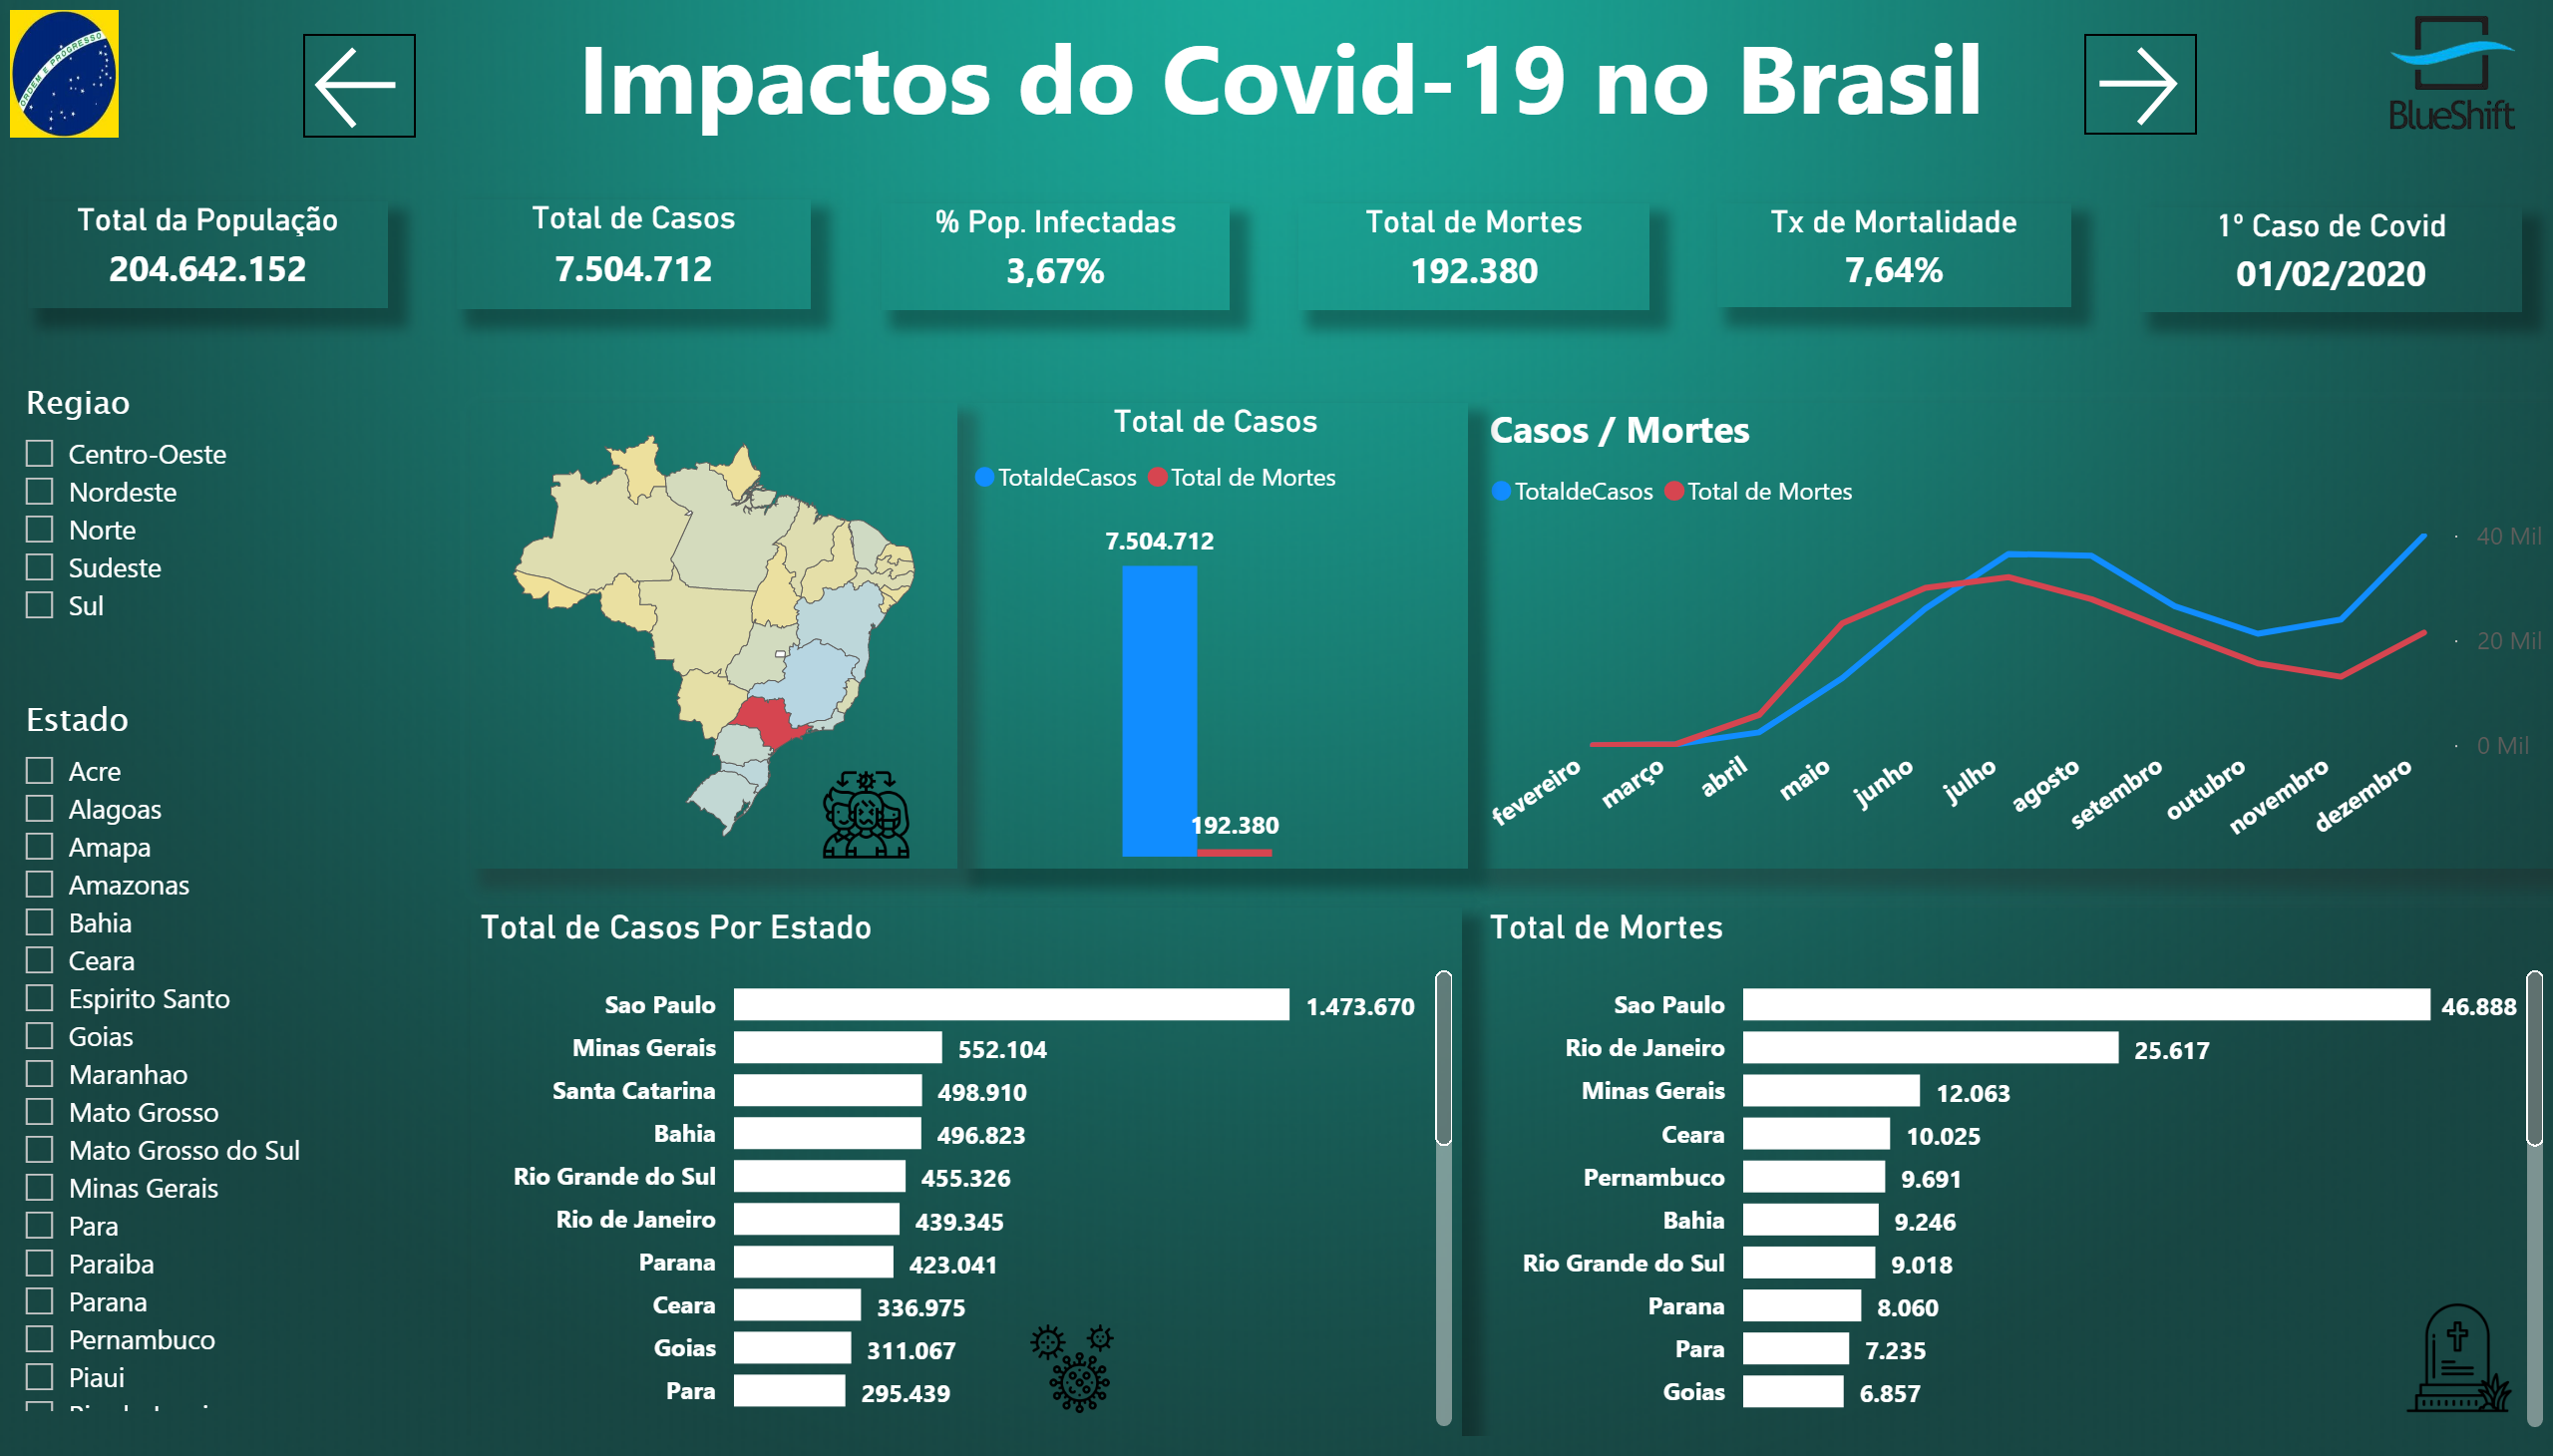 ORDEM E PROGRESSO
Impactos do Covid-19 no Brasil
BlueShift
Total da População
204.642.152
Total de Casos
7.504.712
% Pop. Infectadas
3,67%
Total de Mortes
192.380
Tx de Mortalidade
7,64%
1º Caso de Covid
01/02/2020
Regiao
Centro-Oeste
Nordeste
Norte
Sudeste
Sul
Estado
Acre
Alagoas
Amapa
Amazonas
Bahia
Ceara
Espirito Santo
Goias
Maranhao
Mato Grosso
Mato Grosso do Sul
Minas Gerais
Para
Paraiba
Parana
Pernambuco
Piaui
Total de Casos
TotaldeCasos Total de Mortes
7.504.712
192.380
Casos / Mortes
TotaldeCasos Total de Mortes
40 Mil
20 Mil
0 Mil
fevereiro
março
abril
maio
junho
julho
agosto
setembro
outubro
novembro
dezembro
Total de Casos Por Estado
Sao Paulo 1.473.670
Minas Gerais 552.104
Santa Catarina 498.910
Bahia 496.823
Rio Grande do Sul 455.326
Rio de Janeiro 439.345
Parana 423.041
Ceara 336.975
Goias 311.067
Para 295.439
Total de Mortes
Sao Paulo 46.888
Rio de Janeiro 25.617
Minas Gerais 12.063
Ceara 10.025
Pernambuco 9.691
Bahia 9.246
Rio Grande do Sul 9.018
Parana 8.060
Para 7.235
Goias 6.857